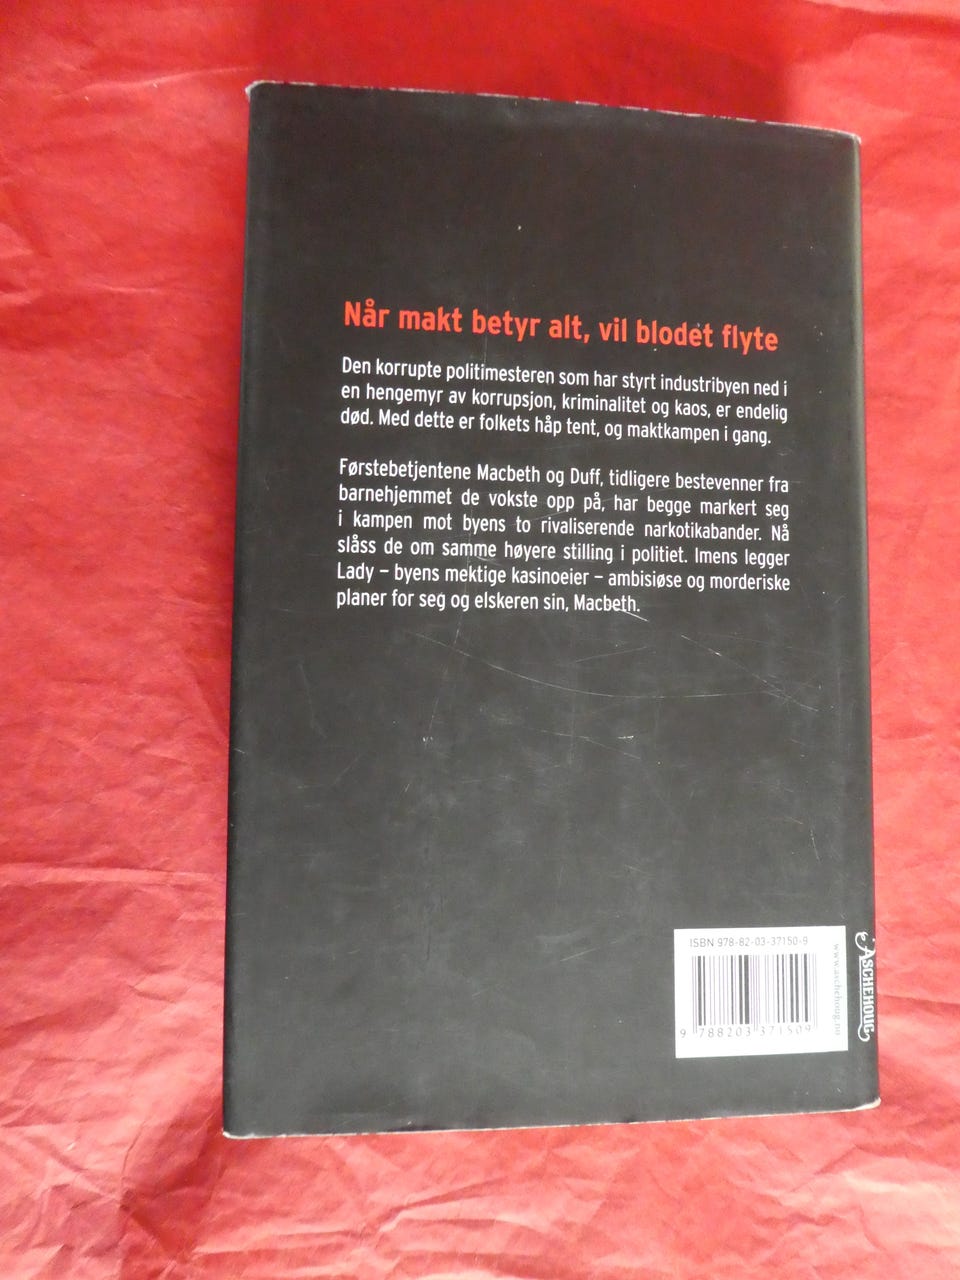 Når makt betyr alt, vil blodet flyte
Den korrupte politimesteren som har styrt industribyen ned i
en hengemyr av korrupsjon, kriminalitet og kaos, er endelig
død. Med dette er folkets håp tent, og maktkampen i gang.
Førstebetjentene Macbeth og Duff, tidligere bestevenner fra
barnehjemmet de vokste opp på, har begge markert seg
i kampen mot byens to rivaliserende narkotikabander. Nå
slåss de om samme høyere stilling i politiet. Imens legger
Lady – byens mektige kasinoeier – ambisiøse og morderiske
planer for seg og elskeren sin, Macbeth.
ISBN 978-82-03-37150-9
9 788203 371509
www.aschehoug.no
ASCHEHOUG